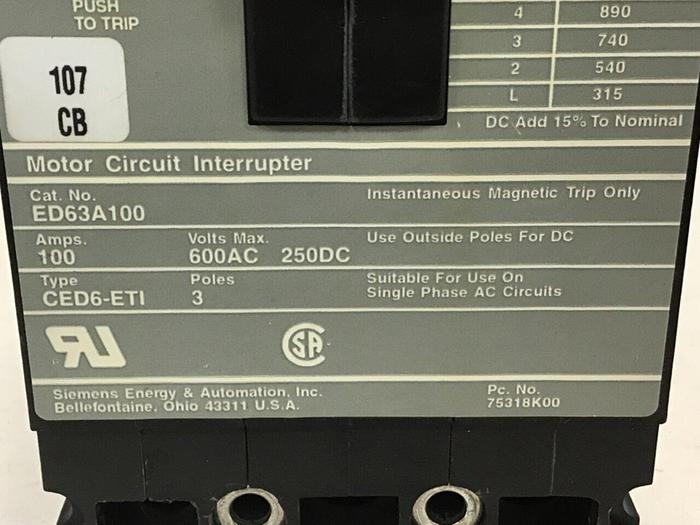 PUSH
TO TRIP
107
CB
4 890
3 740
2 540
L 315
DC Add 15% To Nominal
Motor Circuit Interrupter
Cat. No.
ED63A100
Instantaneous Magnetic Trip Only
Amps.
100
Volts Max.
600AC 250DC
Use Outside Poles For DC
Type
CED6-ETI
Poles
3
Suitable For Use On
Single Phase AC Circuits
RU
SA
Siemens Energy & Automation, Inc.
Bellefontaine, Ohio 43311 U.S.A.
Pc. No.
75318K00